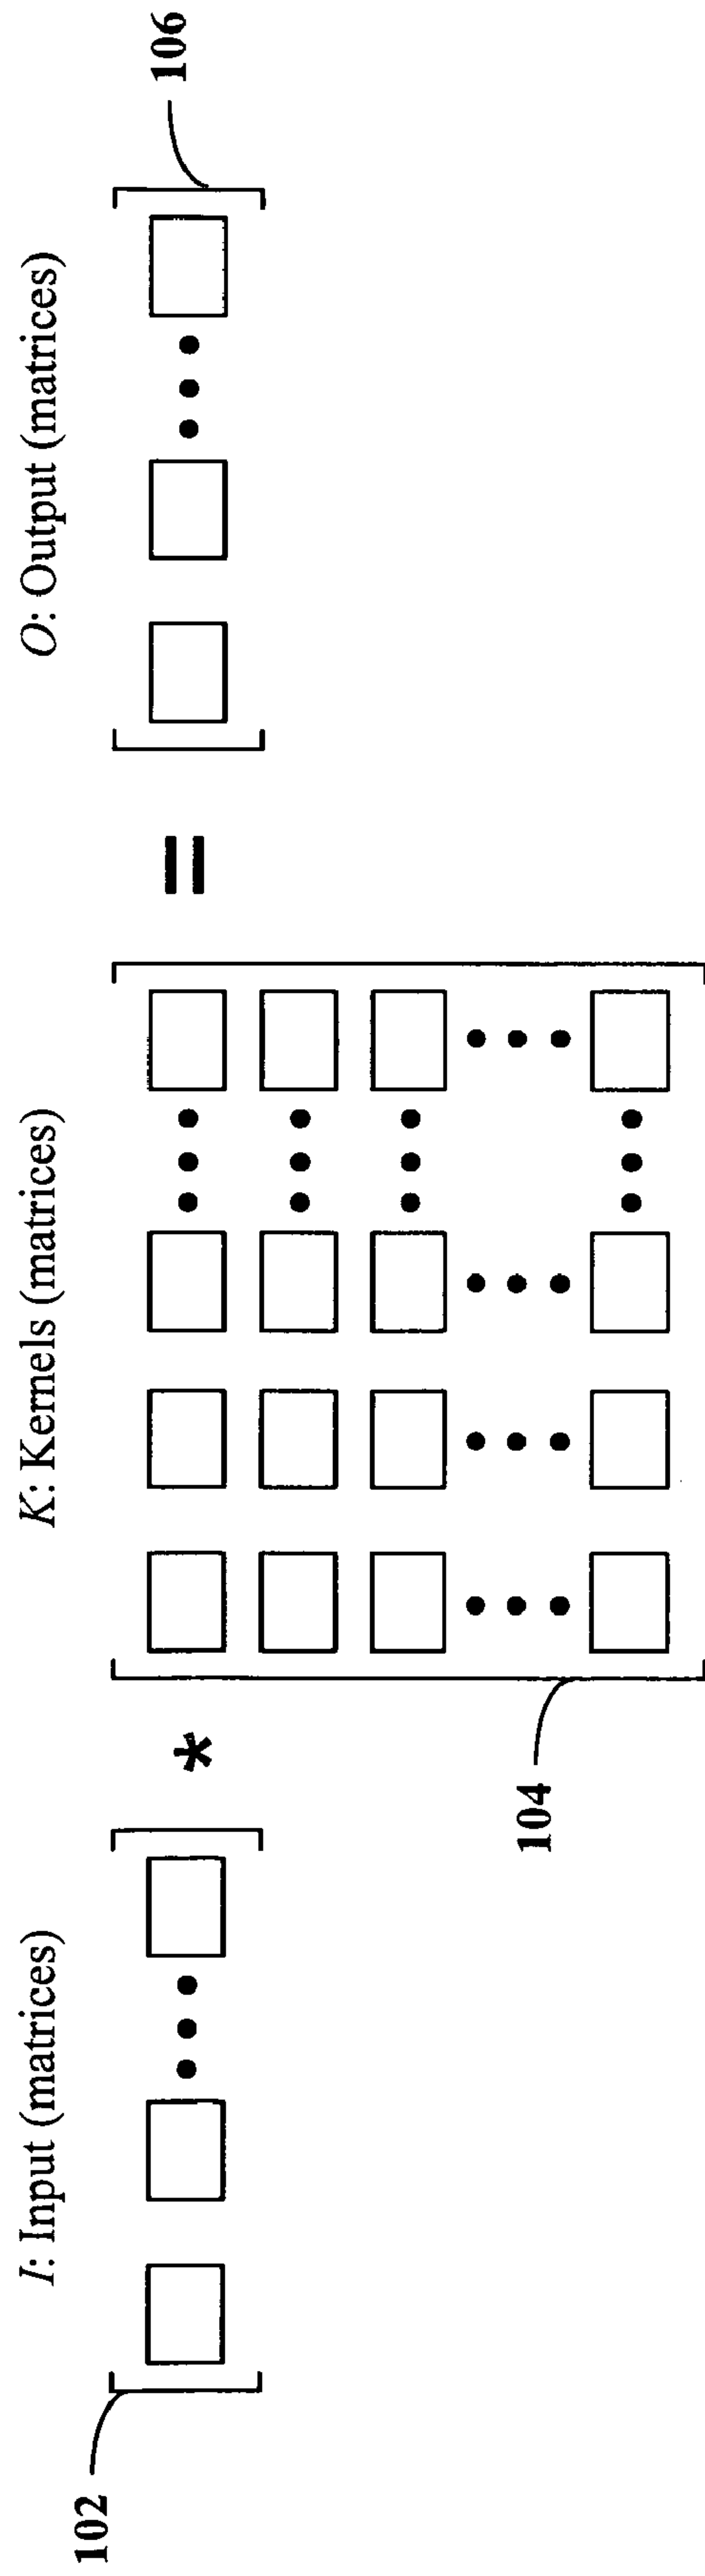 I: Input (matrices)
K: Kernels (matrices)
O: Output (matrices)
*
=
102
104
106